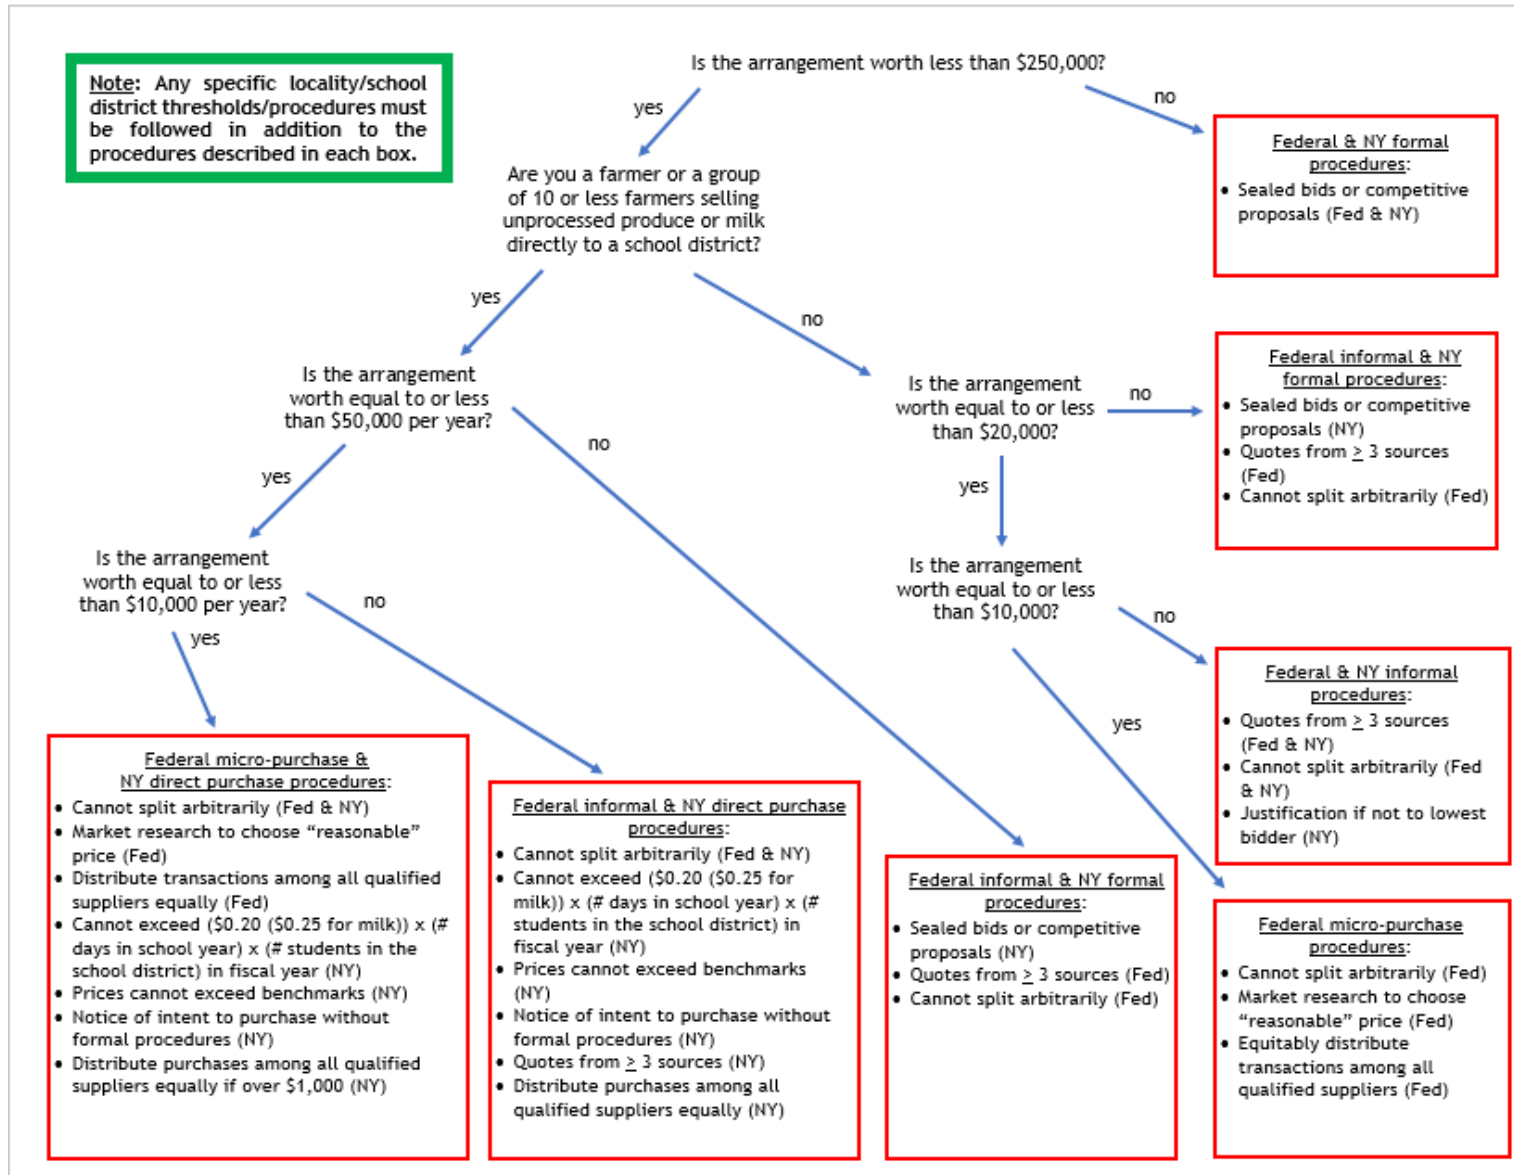 Note: Any specific locality/school
district thresholds/procedures must
be followed in addition to the
procedures described in each box.
Is the arrangement worth less than $250,000?
yes
no
Federal & NY formal
procedures:
• Sealed bids or competitive
proposals (Fed & NY)
Are you a farmer or a group
of 10 or less farmers selling
unprocessed produce or milk
directly to a school district?
yes
no
Is the arrangement
worth equal to or less
than $50,000 per year?
yes
no
Is the arrangement
worth equal to or less
than $20,000?
no
yes
Federal informal & NY
formal procedures:
• Sealed bids or competitive
proposals (NY)
• Quotes from ≥ 3 sources
(Fed)
• Cannot split arbitrarily (Fed)
Is the arrangement
worth equal to or less
than $10,000 per year?
yes
no
Is the arrangement
worth equal to or less
than $10,000?
no
yes
Federal & NY informal
procedures:
• Quotes from ≥ 3 sources
(Fed & NY)
• Cannot split arbitrarily (Fed
& NY)
• Justification if not to lowest
bidder (NY)
Federal micro-purchase &
NY direct purchase procedures:
• Cannot split arbitrarily (Fed & NY)
• Market research to choose “reasonable”
price (Fed)
• Distribute transactions among all qualified
suppliers equally (Fed)
• Cannot exceed ($0.20 ($0.25 for milk)) x (#
days in school year) x (# students in the
school district) in fiscal year (NY)
• Prices cannot exceed benchmarks (NY)
• Notice of intent to purchase without
formal procedures (NY)
• Distribute purchases among all qualified
suppliers equally if over $1,000 (NY)
Federal informal & NY direct purchase
procedures:
• Cannot split arbitrarily (Fed & NY)
• Cannot exceed ($0.20 ($0.25 for
milk)) x (# days in school year) x (#
students in the school district) in
fiscal year (NY)
• Prices cannot exceed benchmarks
(NY)
• Notice of intent to purchase without
formal procedures (NY)
• Quotes from ≥ 3 sources (NY)
• Distribute purchases among all
qualified suppliers equally (NY)
Federal informal & NY formal
procedures:
• Sealed bids or competitive
proposals (NY)
• Quotes from ≥ 3 sources (Fed)
• Cannot split arbitrarily (Fed)
Federal micro-purchase
procedures:
• Cannot split arbitrarily (Fed)
• Market research to choose
“reasonable” price (Fed)
• Equitably distribute
transactions among all
qualified suppliers (Fed)